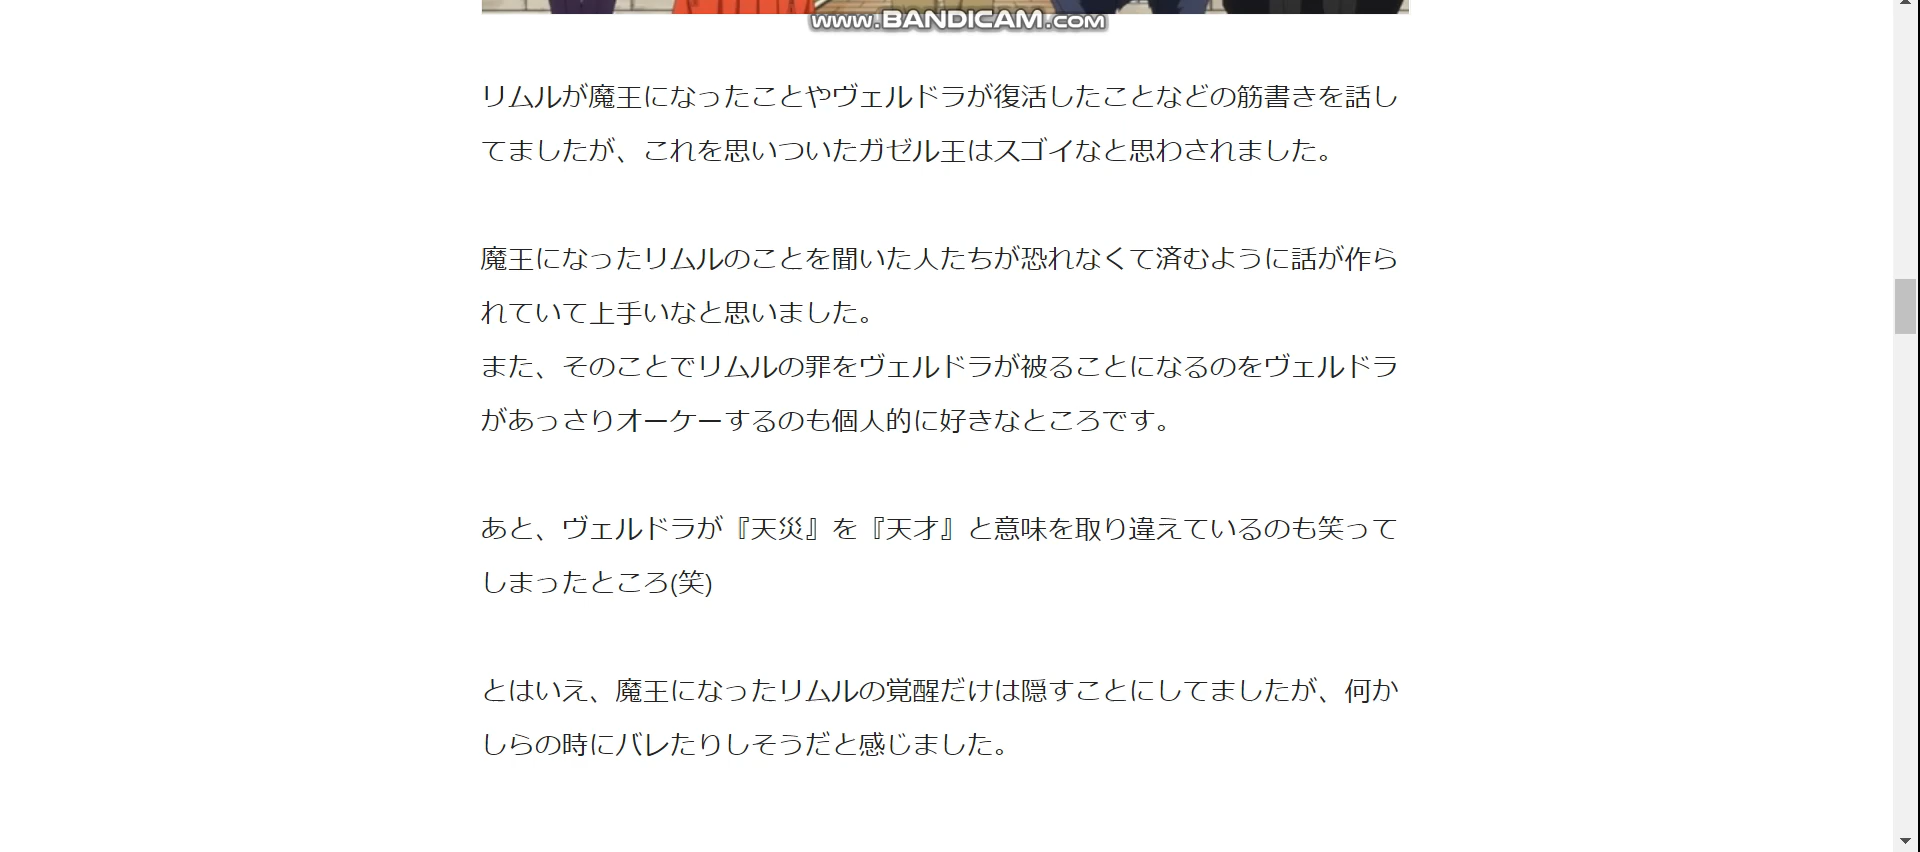 www.BANDICAM.com
リムルが魔王になったことやヴェルドラが復活したことなどの筋書きを話し
てましたが、これを思いついたガゼル王はスゴイなと思わされました。
魔王になったリムルのことを聞いた人たちが恐れなくて済むように話が作ら
れていて上手いなと思いました。
また、そのことでリムルの罪をヴェルドラが被ることになるのをヴェルドラ
があっさりオーケーするのも個人的に好きなところです。
あと、ヴェルドラが『天災』を『天才』と意味を取り違えているのも笑って
しまったところ(笑)
とはいえ、魔王になったリムルの覚醒だけは隠すことにしてましたが、何か
しらの時にバレたりしそうだと感じました。